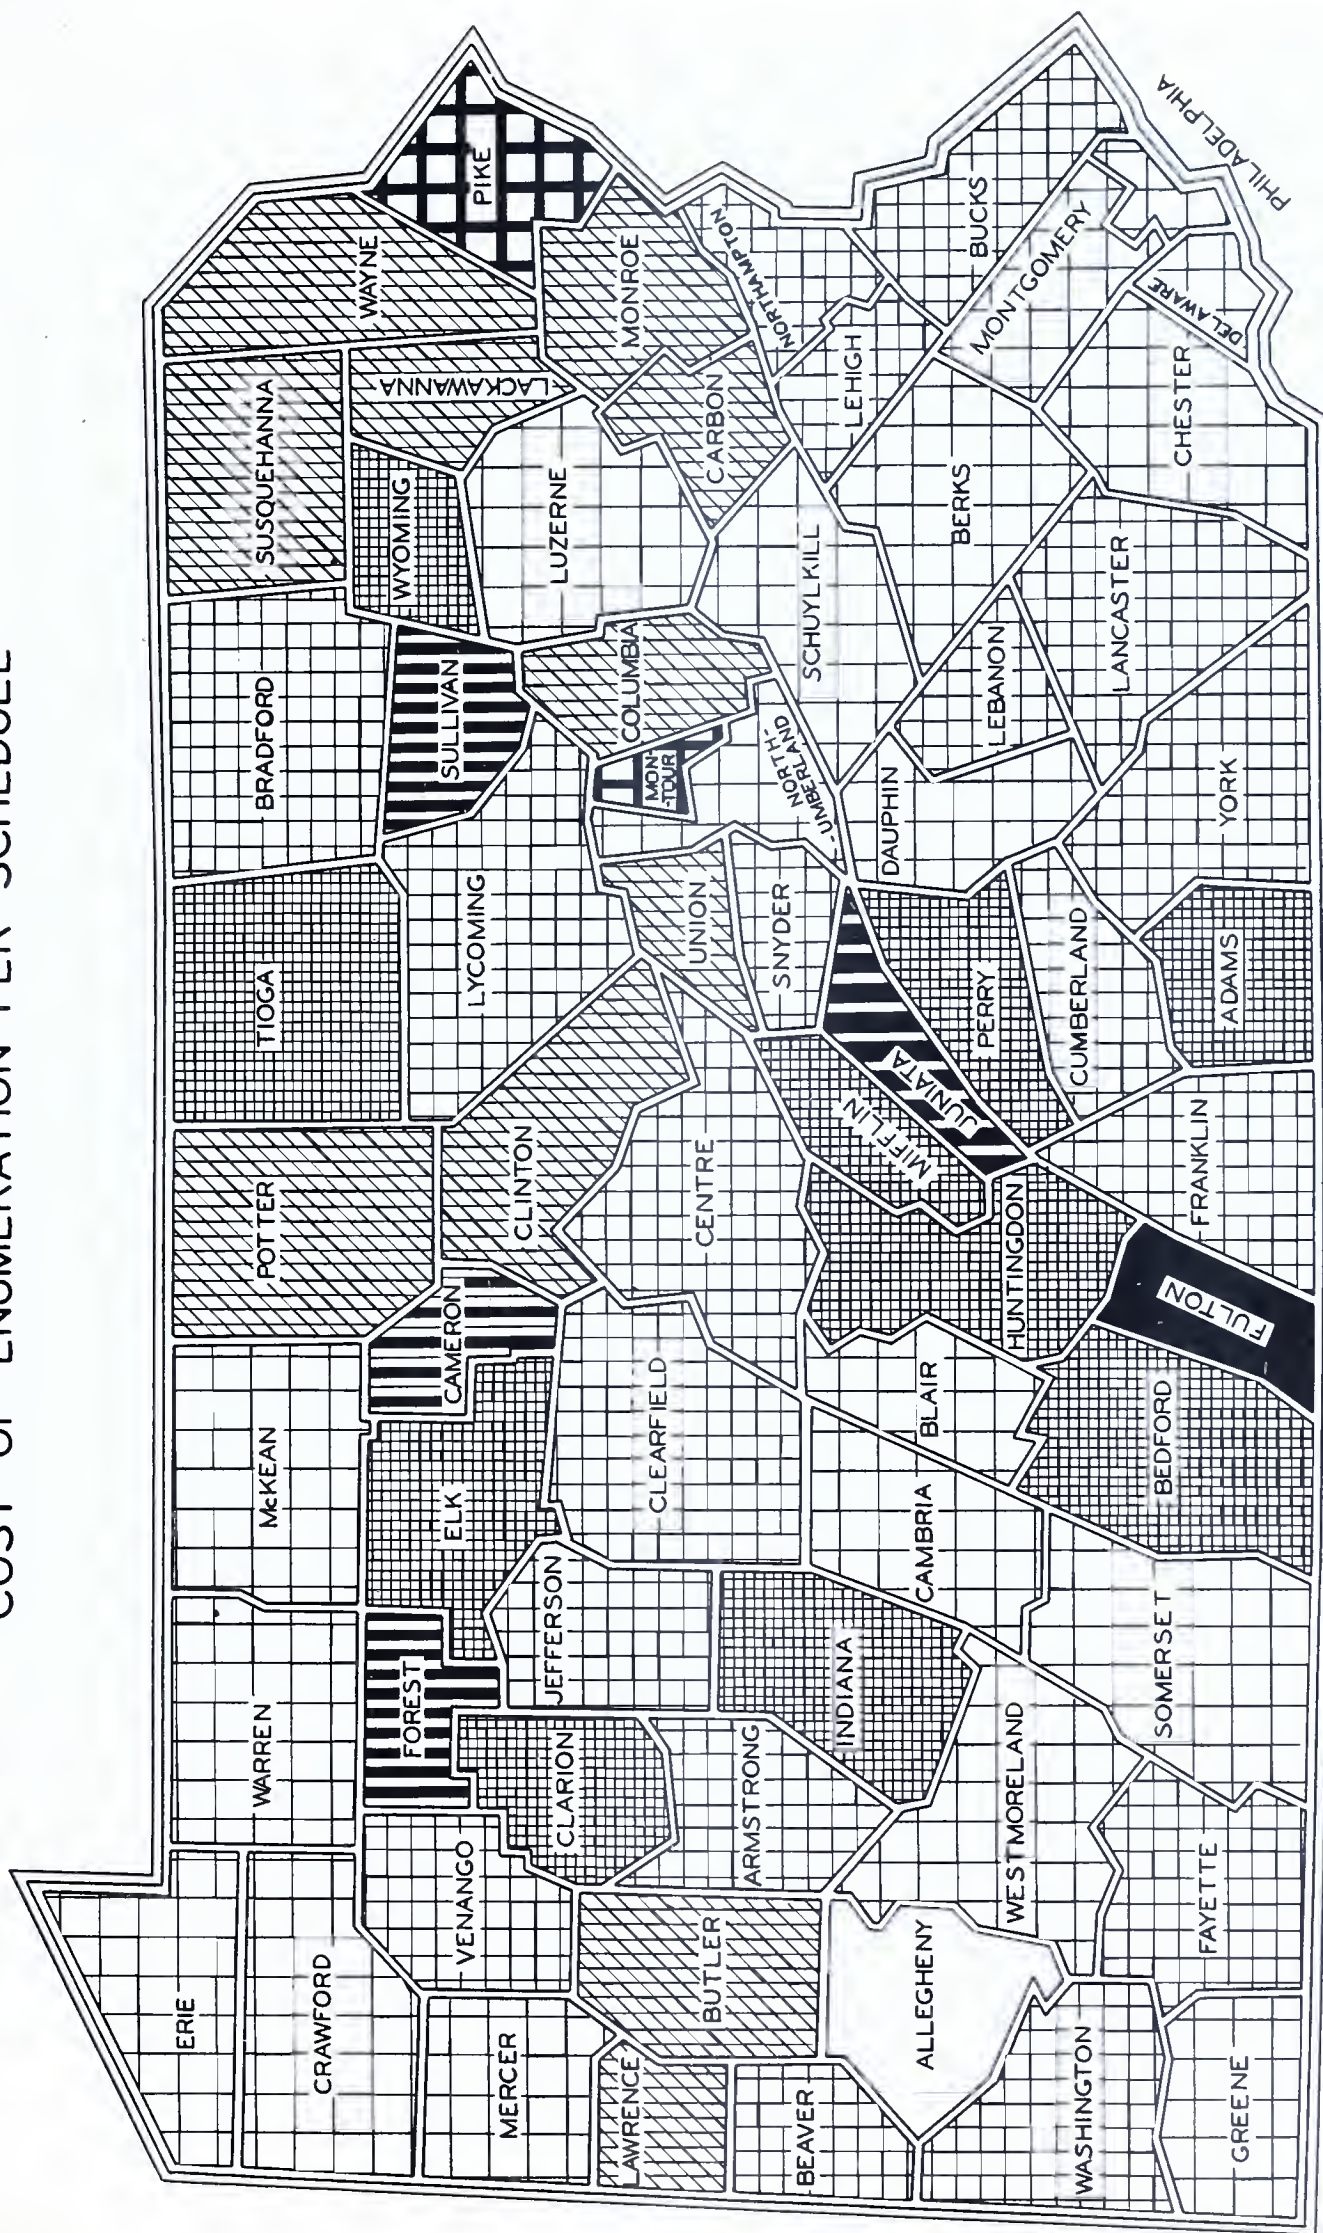 COST OF ENUMERATION PER SCHEDULE
ERIE
CRAWFORD
WARREN
McKEAN
POTTER
TIOGA
BRADFORD
SUSQUEHANNA
WAYNE
PIKE
WYOMING
LACKAWANNA
SULLIVAN
LYCOMING
CLINTON
CAMERON
ELK
FOREST
VENANGO
MERCER
CLARION
JEFFERSON
CLEARFIELD
CENTRE
UNION
MON-
TOUR
COLUMBIA
LUZERNE
MONROE
CARBON
NORTHAMPTON
LAWRENCE
BUTLER
ARMSTRONG
INDIANA
SNYDER
NORTH-
-UMBERLAND
SCHUYLKILL
LEHIGH
BEAVER
ALLEGHENY
WESTMORELAND
CAMBRIA
BLAIR
HUNTINGDON
MIFFLIN
JUNIATA
PERRY
DAUPHIN
LEBANON
BERKS
MONTGOMERY
BUCKS
WASHINGTON
GREENE
FAYETTE
SOMERSET
BEDFORD
FULTON
FRANKLIN
CUMBERLAND
ADAMS
YORK
LANCASTER
CHESTER
DELAWARE
PHILADELPHIA